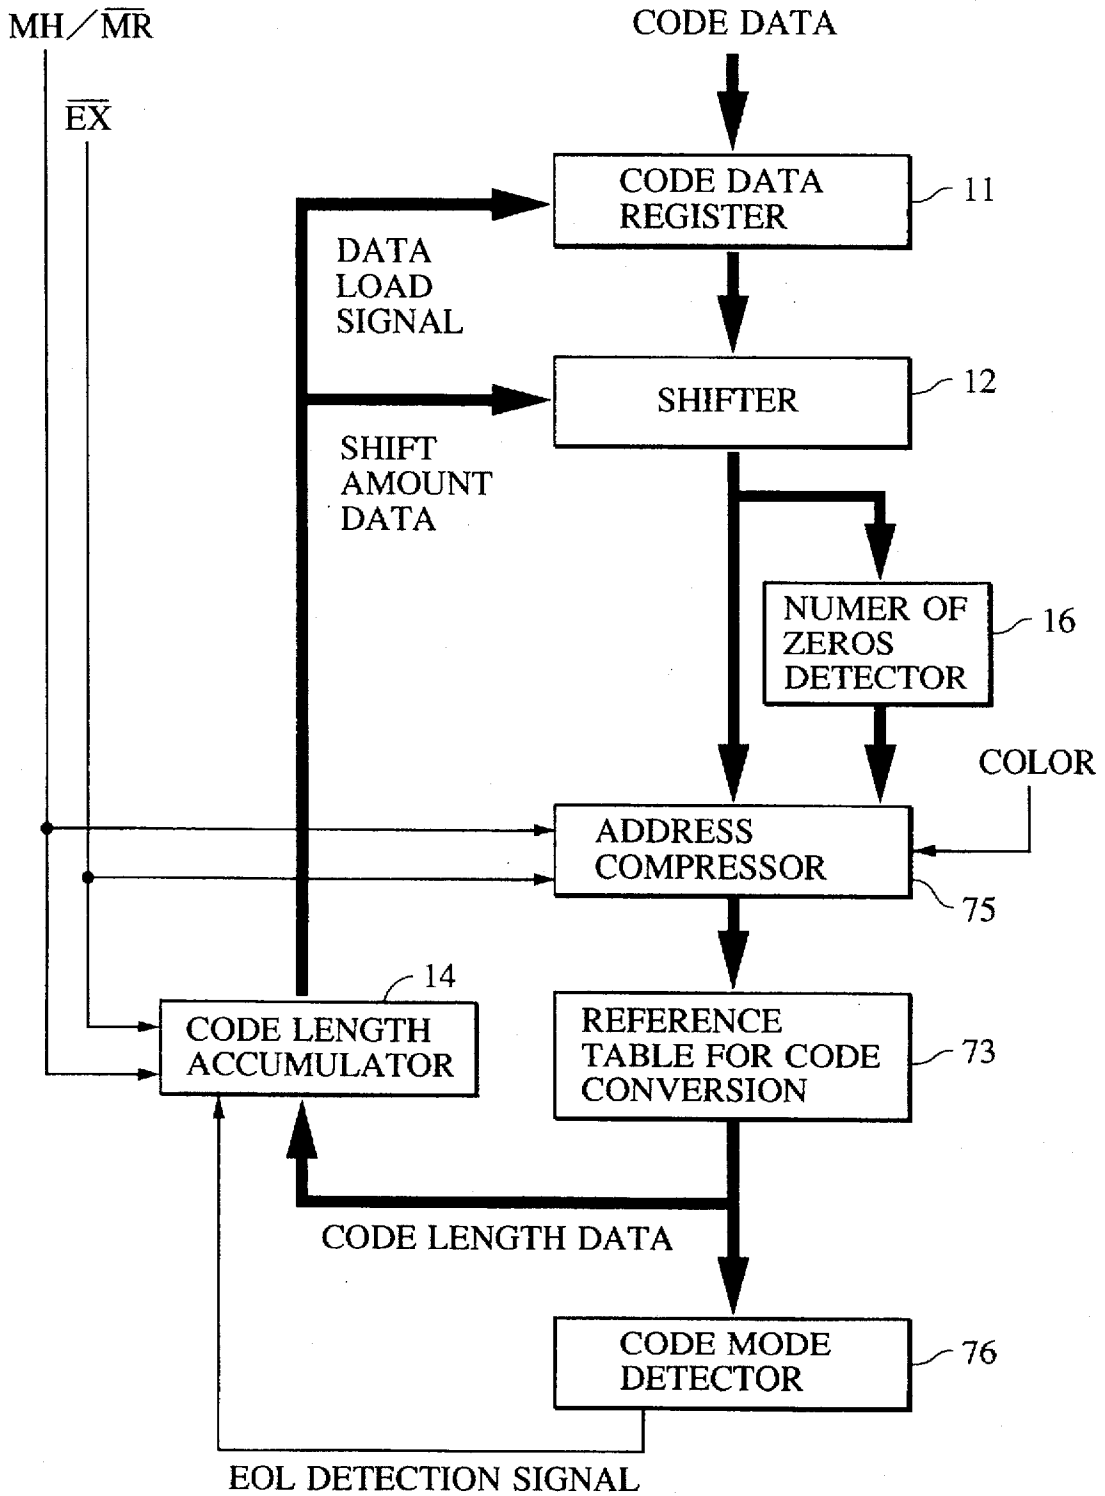 MH/M̅R̅
CODE DATA
E̅X̅
CODE DATA
REGISTER
11
DATA
LOAD
SIGNAL
SHIFTER
12
SHIFT
AMOUNT
DATA
NUMER OF
ZEROS
DETECTOR
16
COLOR
ADDRESS
COMPRESSOR
75
14
CODE LENGTH
ACCUMULATOR
REFERENCE
TABLE FOR CODE
CONVERSION
73
CODE LENGTH DATA
CODE MODE
DETECTOR
76
EOL DETECTION SIGNAL